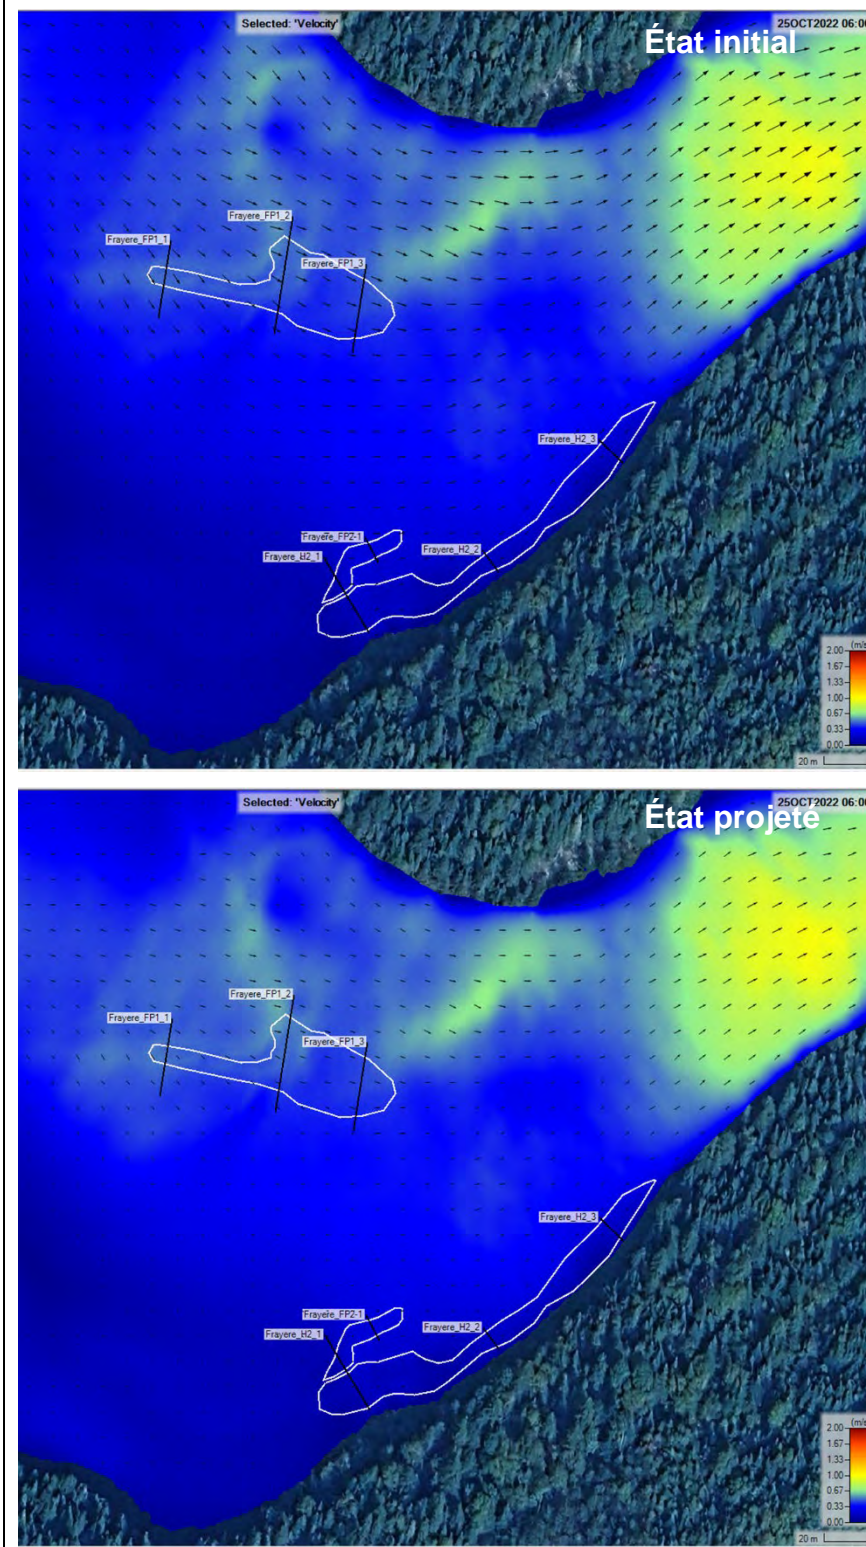 Selected: 'Velocity'
25OCT2022 06:00
État initial
Frayere_FP1_2
Frayere_FP1_1
Frayere_FP1_3
Frayere_H2_3
Frayere_FP2-1
Frayere_H2_2
Frayere_H2_1
(m/s
2.00
1.67
1.33
1.00
0.67
0.33
0.00
20 m
Selected: 'Velocity'
25OCT2022 06:00
État projeté
Frayere_FP1_2
Frayere_FP1_1
Frayere_FP1_3
Frayere_H2_3
Frayere_FP2-1
Frayere_H2_2
Frayere_H2_1
(m/s
2.00
1.67
1.33
1.00
0.67
0.33
0.00
20 m